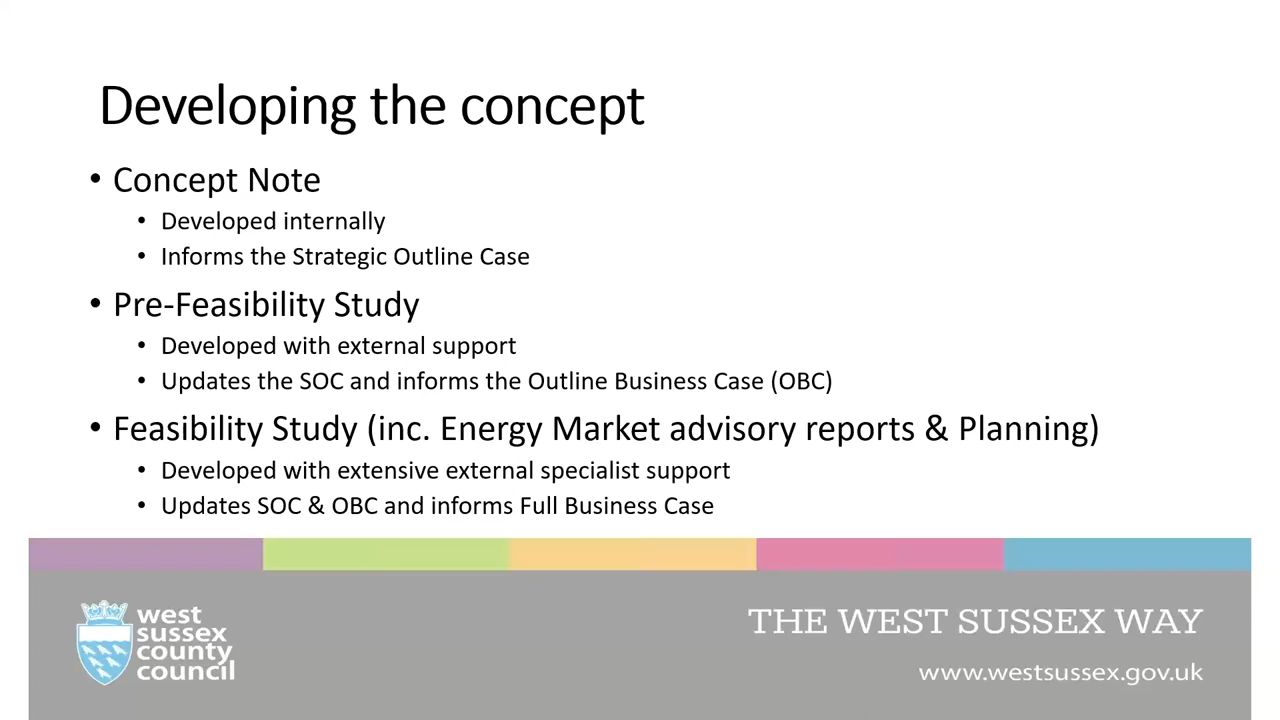 Developing the concept
• Concept Note
• Developed internally
• Informs the Strategic Outline Case
• Pre-Feasibility Study
• Developed with external support
• Updates the SOC and informs the Outline Business Case (OBC)
• Feasibility Study (inc. Energy Market advisory reports & Planning)
• Developed with extensive external specialist support
• Updates SOC & OBC and informs Full Business Case
west
sussex
county
council
THE WEST SUSSEX WAY
www.westsussex.gov.uk